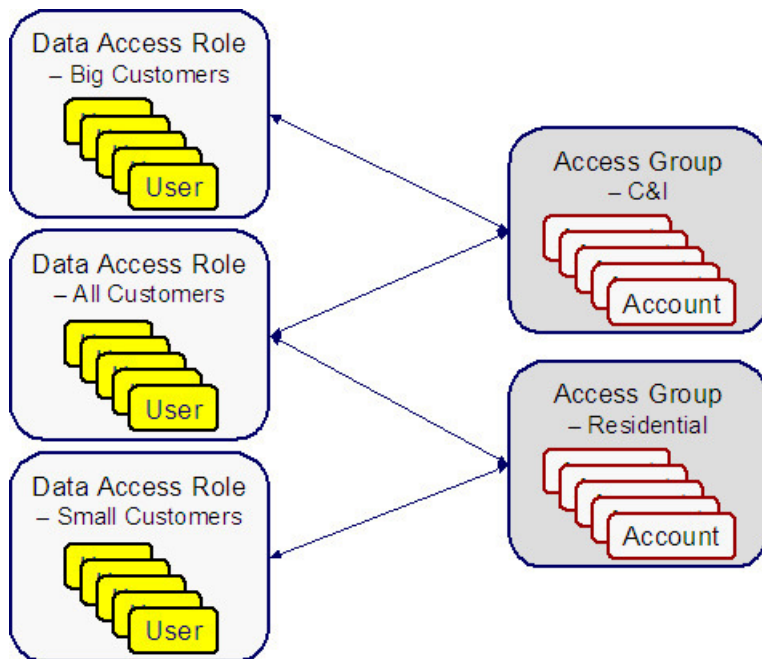 Data Access Role
– Big Customers
User
Data Access Role
– All Customers
User
Data Access Role
– Small Customers
User
Access Group
– C&I
Account
Access Group
– Residential
Account